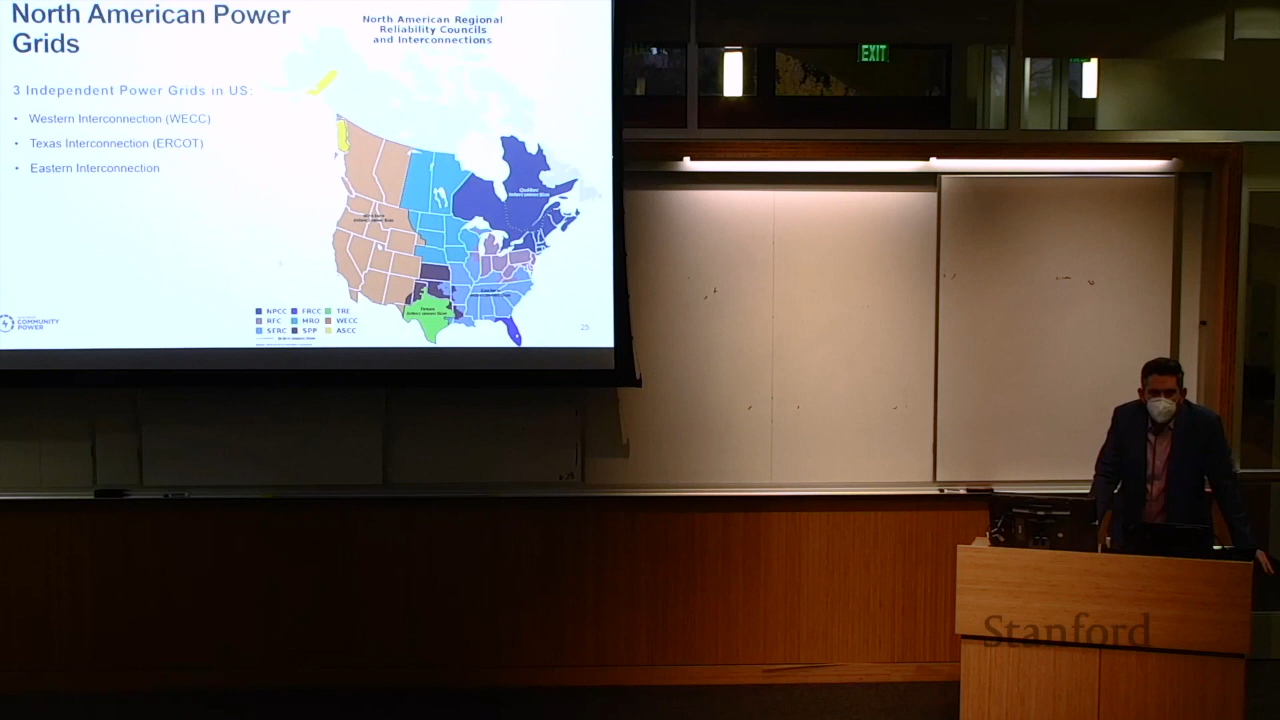 North American Power
Grids
3 Independent Power Grids in US:
• Western Interconnection (WECC)
• Texas Interconnection (ERCOT)
• Eastern Interconnection
North American Regional
Reliability Councils
and Interconnections
NPCC FRCC TRE
RFC MRO WECC
SERC SPP ASCC
COMMUNITY
POWER
25
EXIT
Stanford